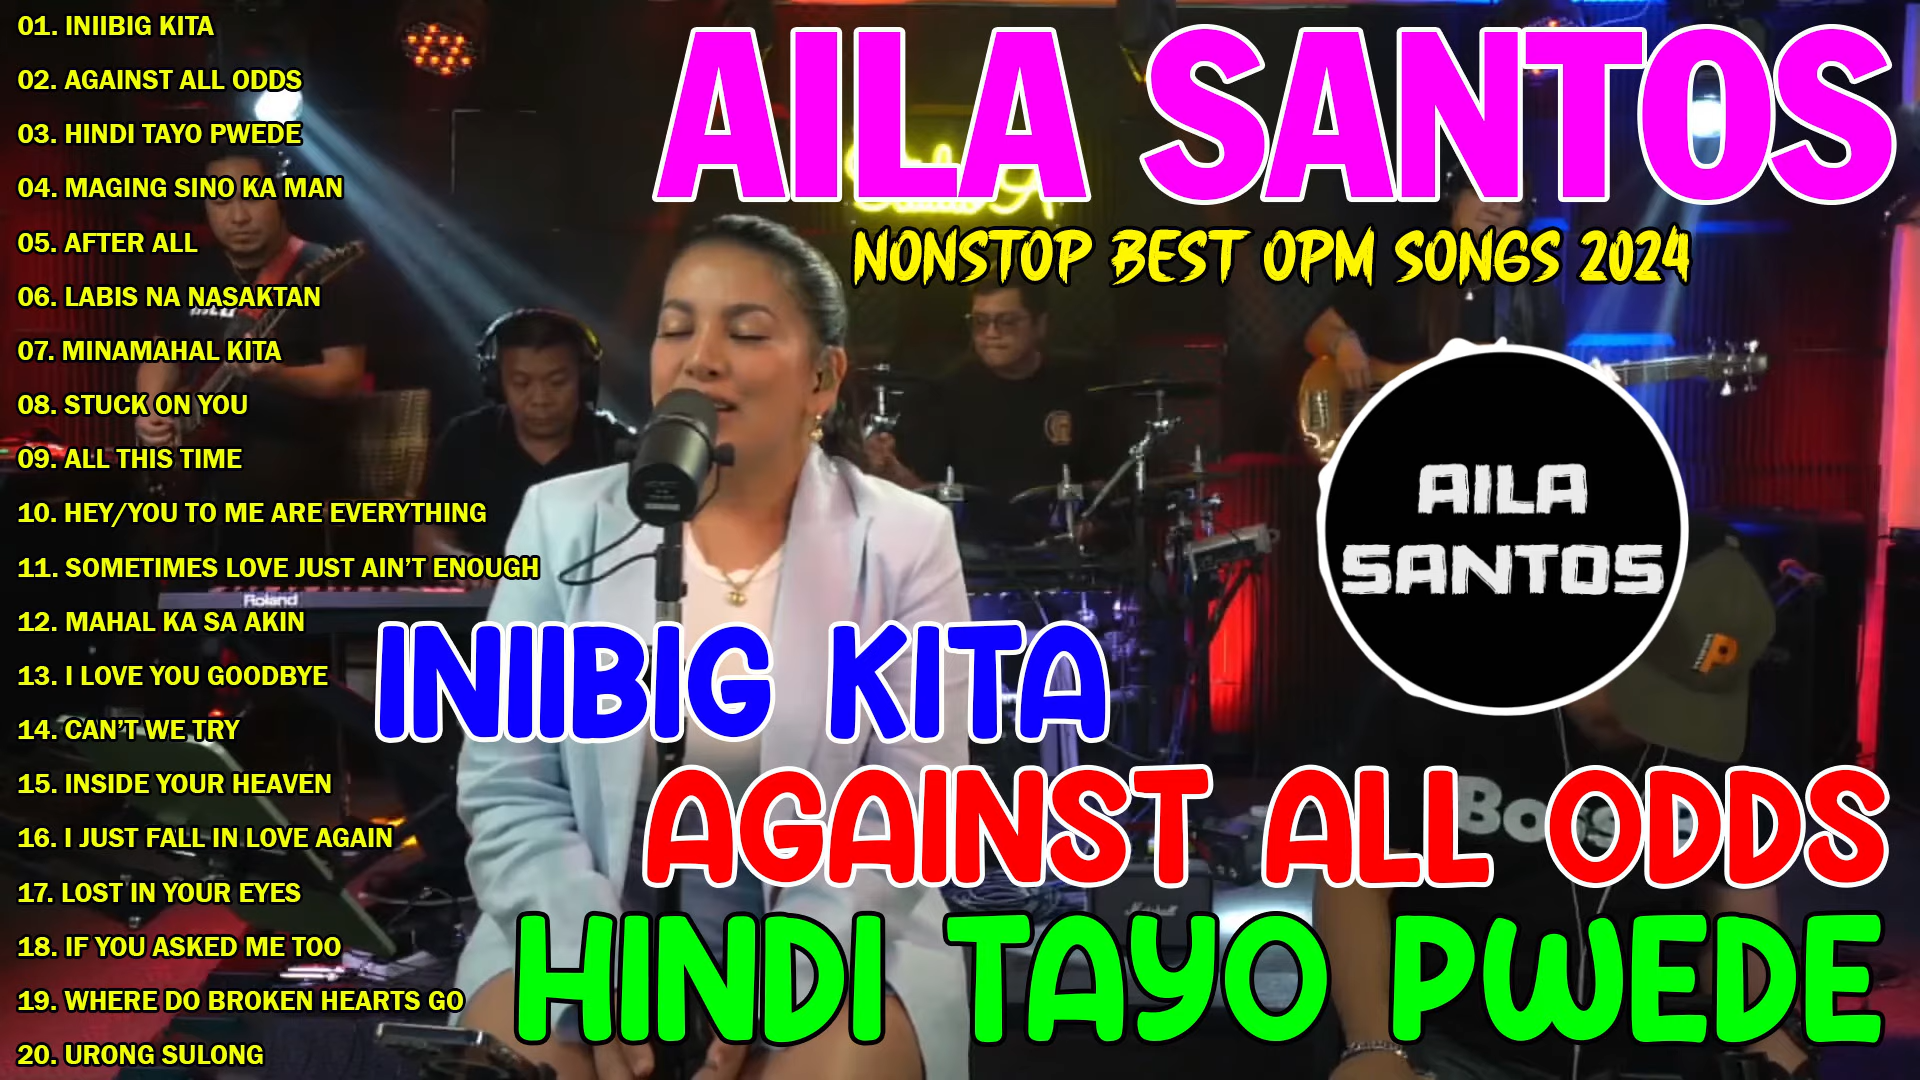 01. INIIBIG KITA
02. AGAINST ALL ODDS
03. HINDI TAYO PWEDE
04. MAGING SINO KA MAN
05. AFTER ALL
06. LABIS NA NASAKTAN
07. MINAMAHAL KITA
08. STUCK ON YOU
09. ALL THIS TIME
10. HEY/YOU TO ME ARE EVERYTHING
11. SOMETIMES LOVE JUST AIN'T ENOUGH
12. MAHAL KA SA AKIN
13. I LOVE YOU GOODBYE
14. CAN'T WE TRY
15. INSIDE YOUR HEAVEN
16. I JUST FALL IN LOVE AGAIN
17. LOST IN YOUR EYES
18. IF YOU ASKED ME TOO
19. WHERE DO BROKEN HEARTS GO
20. URONG SULONG
AILA SANTOS
NONSTOP BEST OPM SONGS 2024
AILA
SANTOS
INIIBIG KITA
AGAINST ALL ODDS
HINDI TAYO PWEDE
Roland
Marshall
P